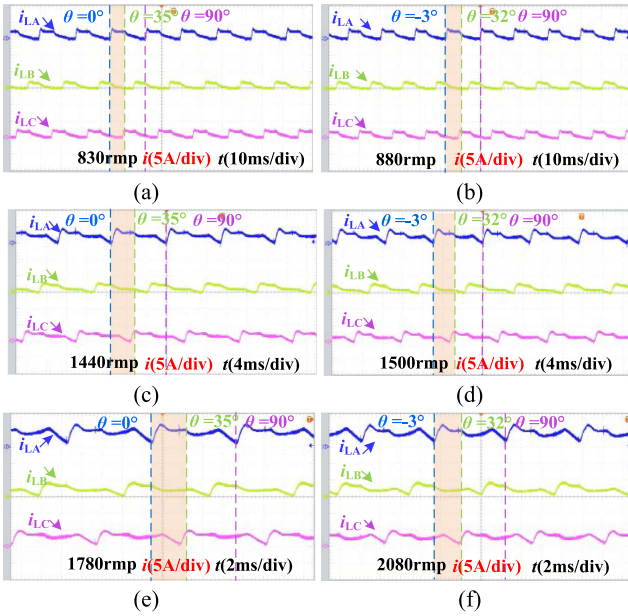 θ=0° 35° θ=90°
iLA
iLB
iLC
830rmp i(5A/div) t(10ms/div)
(a)
θ=-3° θ=32° θ=90°
iLA
iLB
iLC
880rmp i(5A/div) t(10ms/div)
(b)
θ=0° θ=35° θ=90°
iLA
iLB
iLC
1440rmp i(5A/div) t(4ms/div)
(c)
θ=-3° θ=32° θ=90°
iLA
iLB
iLC
1500rmp i(5A/div) t(4ms/div)
(d)
θ=0° θ=35° θ=90°
iLA
iLB
iLC
1780rmp i(5A/div) t(2ms/div)
(e)
θ=-3° θ=32° θ=90°
iLA
iLB
iLC
2080rmp i(5A/div) t(2ms/div)
(f)